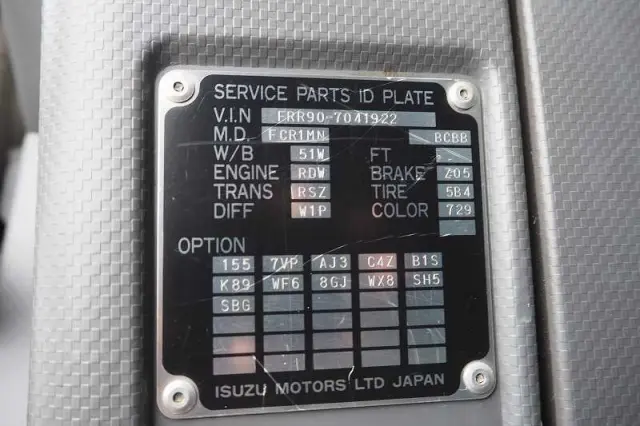 SERVICE PARTS ID PLATE
V.I.N FRR90-7041922
M.D. FCR1MN BCBB
W/B 51W FT
ENGINE RDW BRAKE Z05
TRANS RSZ TIRE 5B4
DIFF W1P COLOR 729
OPTION
155 7VP AJ3 C4Z B1S
K89 WF6 8GJ WX8 SH5
SBG
ISUZU MOTORS LTD JAPAN